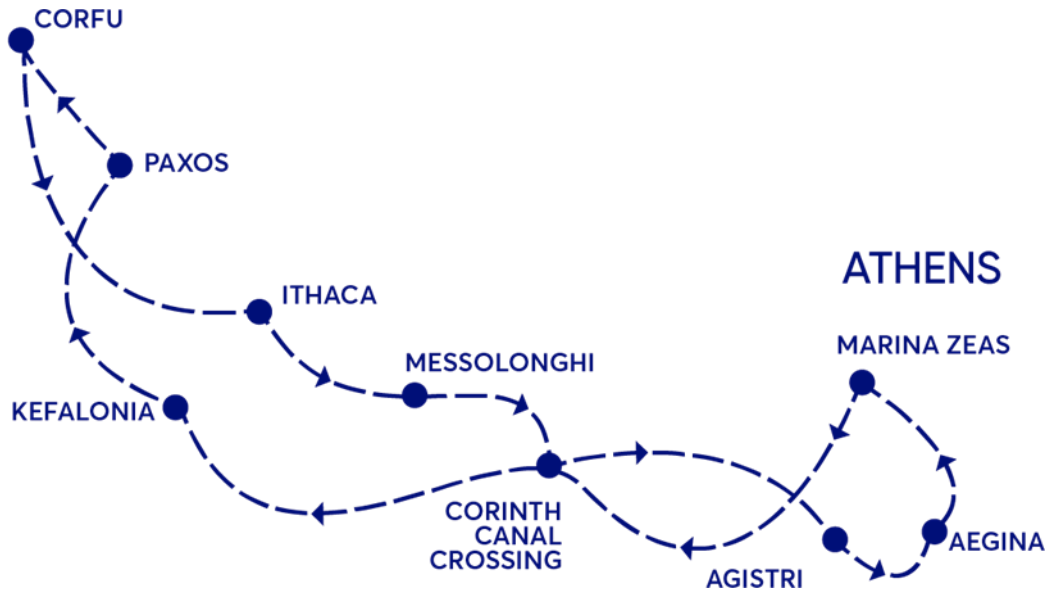 CORFU
PAXOS
ATHENS
ITHACA
MARINA ZEAS
MESSOLONGHI
KEFALONIA
CORINTH
CANAL
CROSSING
AEGINA
AGISTRI